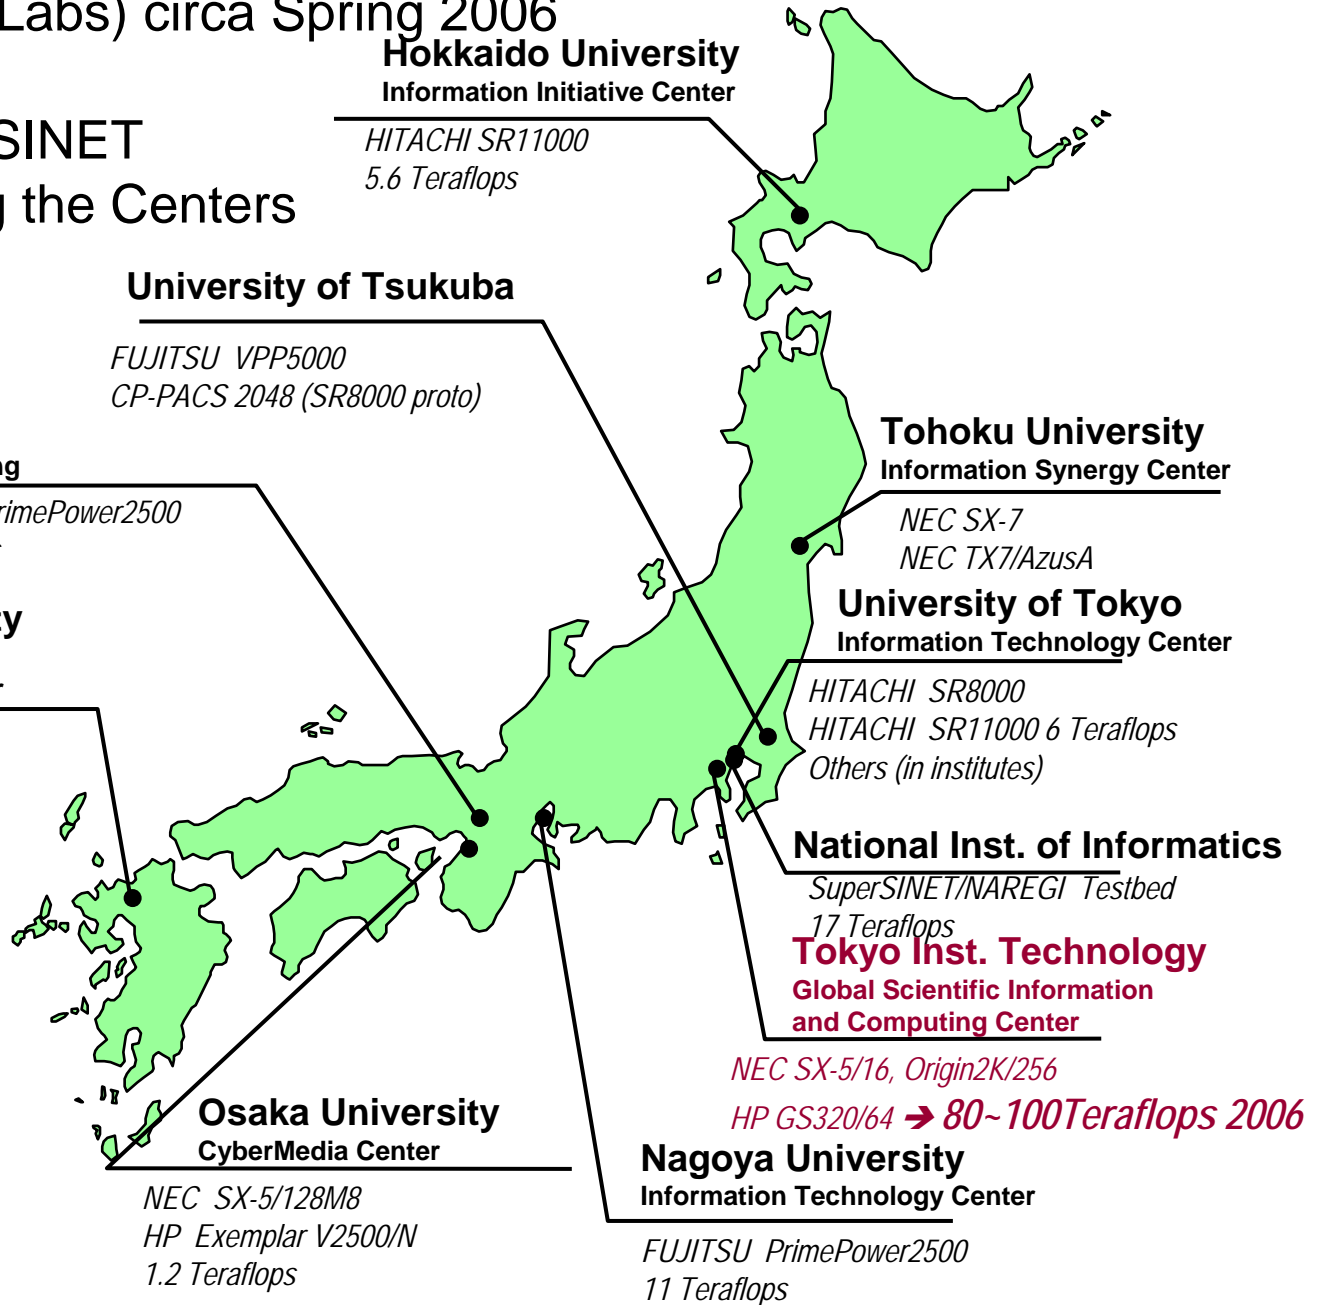 Labs) circa Spring 2006
SINET
g the Centers
Hokkaido University
Information Initiative Center
HITACHI SR11000
5.6 Teraflops
University of Tsukuba
FUJITSU VPP5000
CP-PACS 2048 (SR8000 proto)
ng
rimePower2500
ty
Tohoku University
Information Synergy Center
NEC SX-7
NEC TX7/AzusA
University of Tokyo
Information Technology Center
HITACHI SR8000
HITACHI SR11000 6 Teraflops
Others (in institutes)
National Inst. of Informatics
SuperSINET/NAREGI Testbed
17 Teraflops
Tokyo Inst. Technology
Global Scientific Information
and Computing Center
NEC SX-5/16, Origin2K/256
HP GS320/64 ➔ 80~100Teraflops 2006
Osaka University
CyberMedia Center
NEC SX-5/128M8
HP Exemplar V2500/N
1.2 Teraflops
Nagoya University
Information Technology Center
FUJITSU PrimePower2500
11 Teraflops